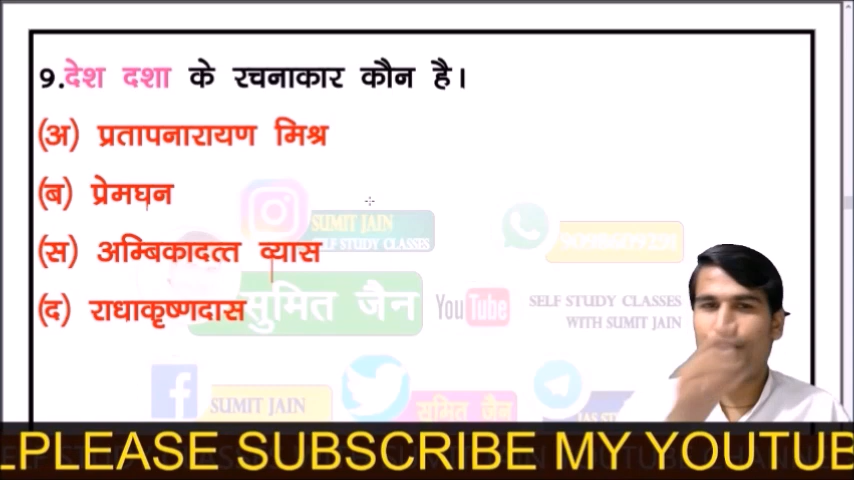 9.देश दशा के रचनाकार कौन है।
(अ) प्रतापनारायण मिश्र
(ब) प्रेमघन
(स) अम्बिकादत्त व्यास
(द) राधाकृष्णदास
SUMIT JAIN
SELF STUDY CLASSES
सुमित जैन
YouTube
SELF STUDY CLASSES
WITH SUMIT JAIN
SUMIT JAIN
सुमित जैन
PLEASE SUBSCRIBE MY YOUTUB